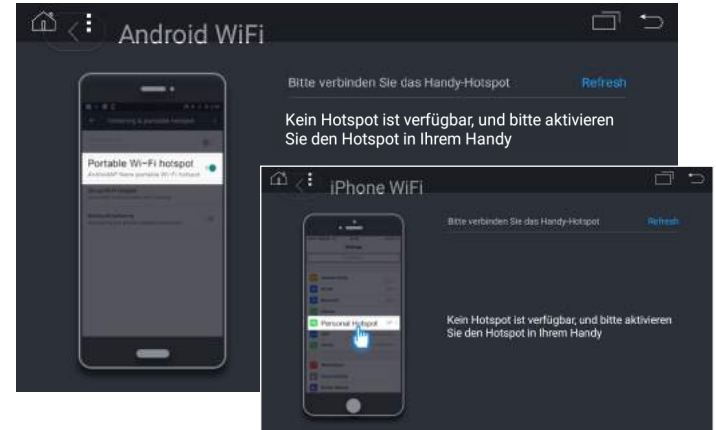 Android WiFi
Bitte verbinden Sie das Handy-Hotspot
Refresh
Kein Hotspot ist verfügbar, und bitte aktivieren
Sie den Hotspot in Ihrem Handy
Portable Wi-Fi hotspot
iPhone WiFi
Bitte verbinden Sie das Handy-Hotspot
Refresh
Personal Hotspot
Kein Hotspot ist verfügbar, und bitte aktivieren
Sie den Hotspot in Ihrem Handy